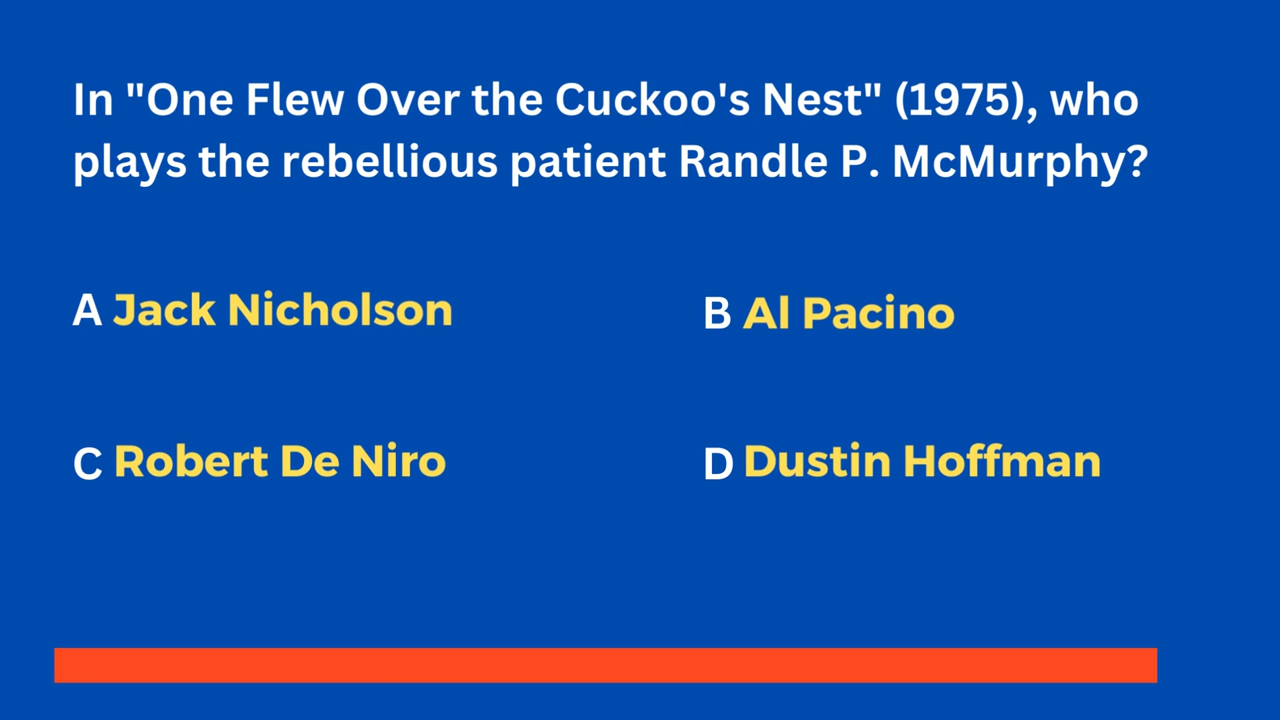 In "One Flew Over the Cuckoo's Nest" (1975), who
plays the rebellious patient Randle P. McMurphy?
A Jack Nicholson
B Al Pacino
C Robert De Niro
D Dustin Hoffman